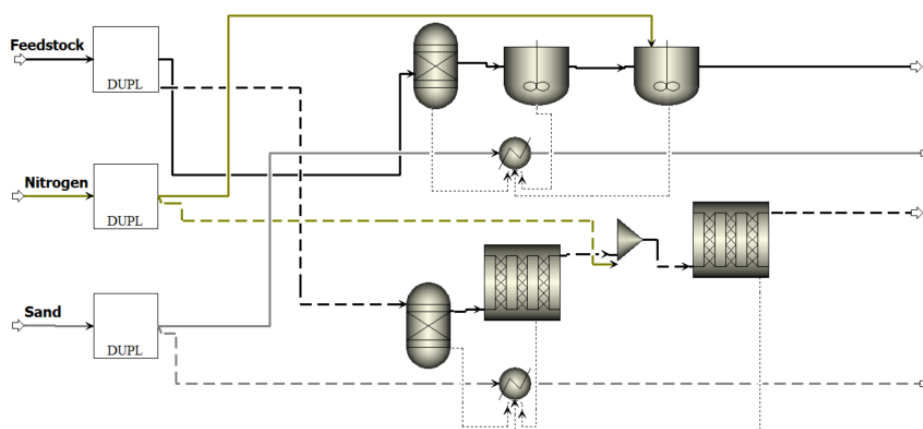 Feedstock
DUPL
Nitrogen
DUPL
Sand
DUPL